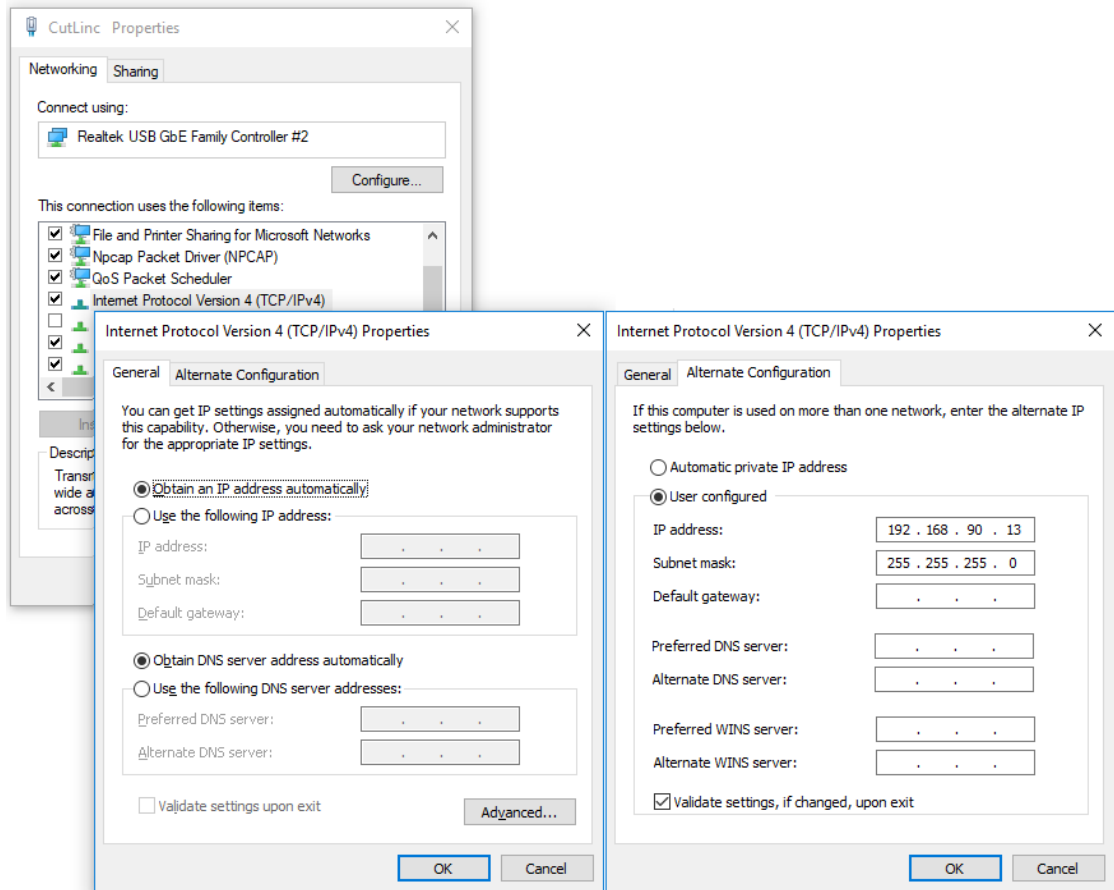 CutLinc Properties
Networking
Sharing
Connect using:
Realtek USB GbE Family Controller #2
Configure...
This connection uses the following items:
File and Printer Sharing for Microsoft Networks
Npcap Packet Driver (NPCAP)
QoS Packet Scheduler
Internet Protocol Version 4 (TCP/IPv4)
Internet Protocol Version 4 (TCP/IPv4) Properties
General
Alternate Configuration
You can get IP settings assigned automatically if your network supports
this capability. Otherwise, you need to ask your network administrator
for the appropriate IP settings.
Obtain an IP address automatically
Use the following IP address:
IP address:
Subnet mask:
Default gateway:
Obtain DNS server address automatically
Use the following DNS server addresses:
Preferred DNS server:
Alternate DNS server:
Validate settings upon exit
Advanced...
OK
Cancel
Internet Protocol Version 4 (TCP/IPv4) Properties
General
Alternate Configuration
If this computer is used on more than one network, enter the alternate IP
settings below.
Automatic private IP address
User configured
IP address: 192 . 168 . 90 . 13
Subnet mask: 255 . 255 . 255 . 0
Default gateway:
Preferred DNS server:
Alternate DNS server:
Preferred WINS server:
Alternate WINS server:
Validate settings, if changed, upon exit
OK
Cancel